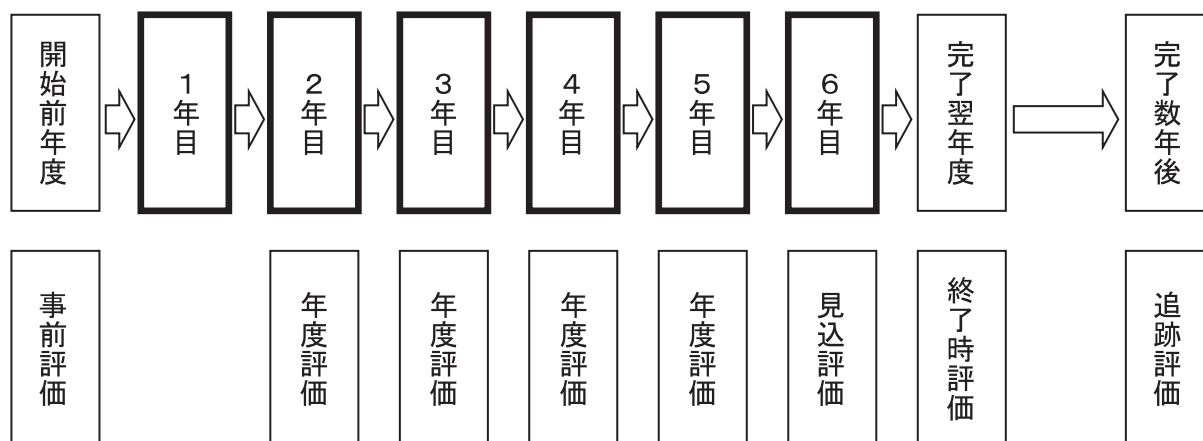 開始前年度
1年目
2年目
3年目
4年目
5年目
6年目
完了翌年度
完了数年後
事前評価
年度評価
年度評価
年度評価
年度評価
見込評価
終了時評価
追跡評価